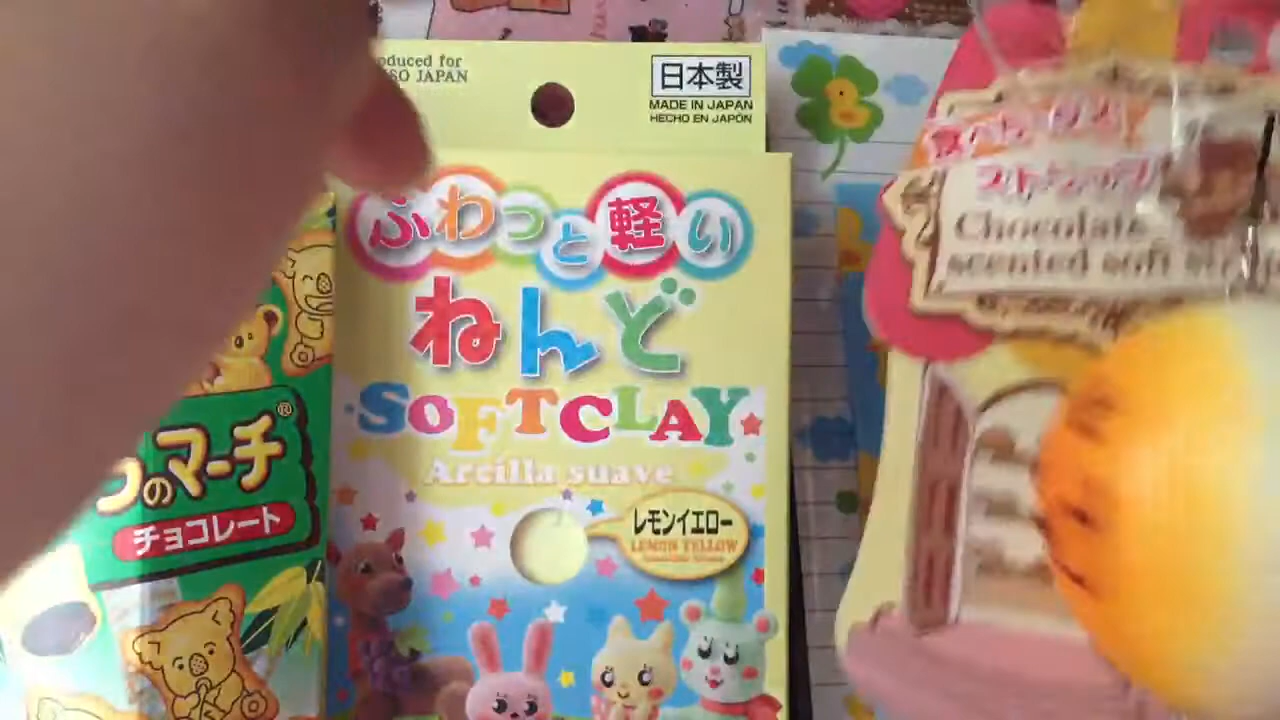 oduced for
SO JAPAN
日本製
MADE IN JAPAN
HECHO EN JAPÓN
ふわっと軽い
ねんど
SOFTCLAY
Arcilla suave
レモンイエロー
LEMON YELLOW
のマーチ®
チョコレート
Chocolate
scented soft